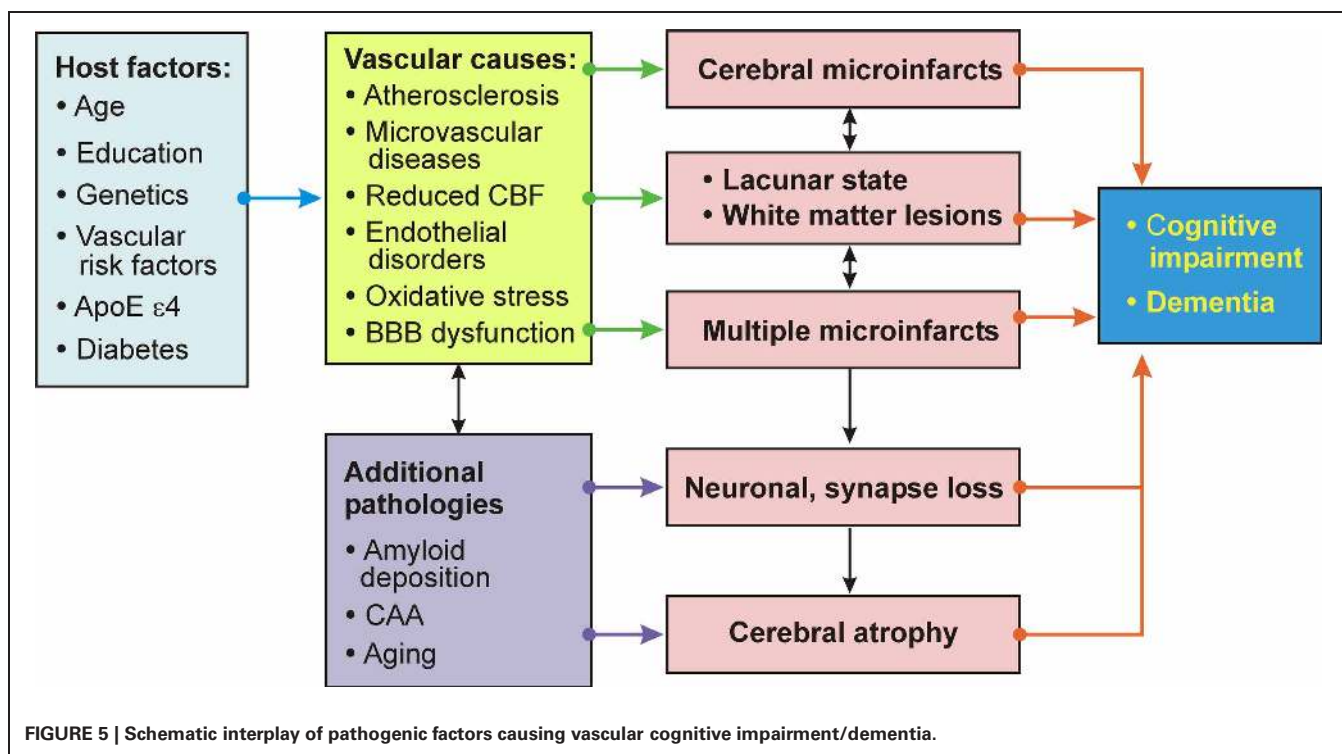 Host factors:
• Age
• Education
• Genetics
• Vascular
risk factors
• ApoE ε4
• Diabetes
Vascular causes:
• Atherosclerosis
• Microvascular
diseases
• Reduced CBF
• Endothelial
disorders
• Oxidative stress
• BBB dysfunction
Additional
pathologies
• Amyloid
deposition
• CAA
• Aging
Cerebral microinfarcts
• Lacunar state
• White matter lesions
Multiple microinfarcts
Neuronal, synapse loss
Cerebral atrophy
• Cognitive
impairment
• Dementia
FIGURE 5 | Schematic interplay of pathogenic factors causing vascular cognitive impairment/dementia.